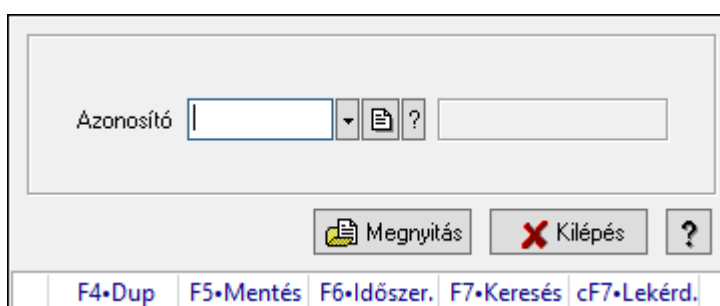 Azonosító ?
Megnyitás Kilépés ?
F4•Dup F5•Mentés F6•Időszer. F7•Keresés cF7•Lekérd.